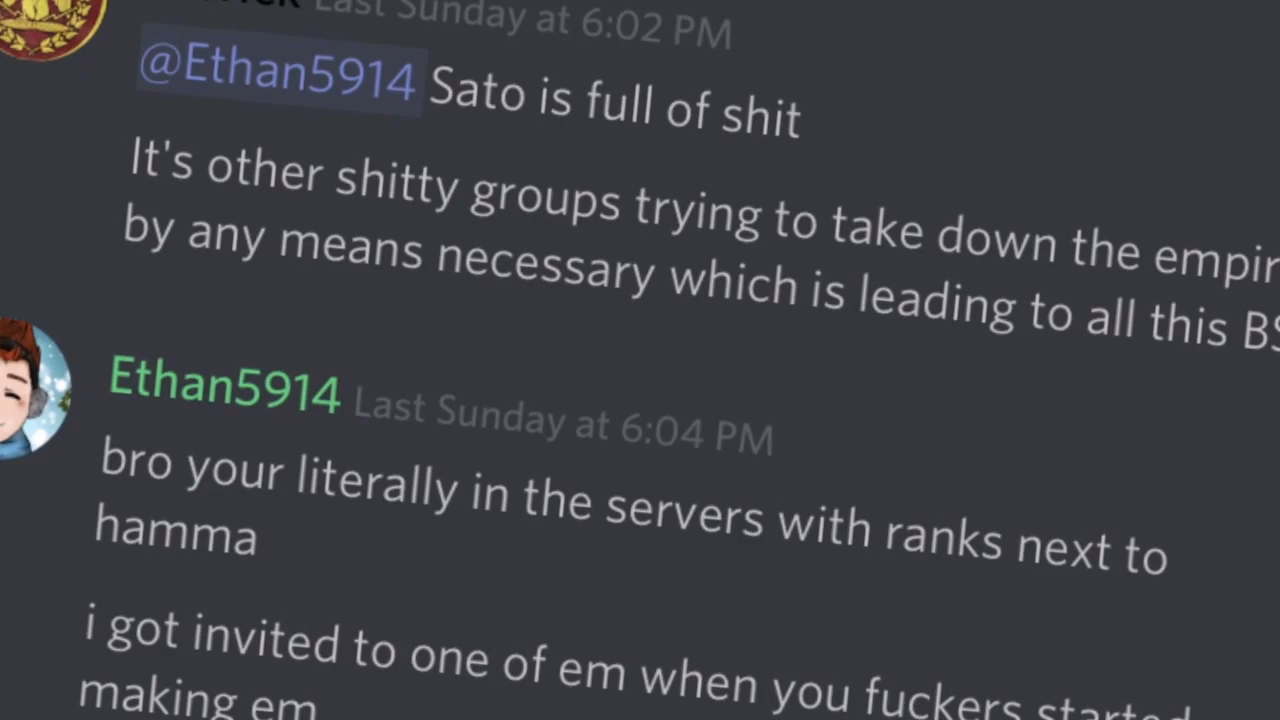 Last Sunday at 6:02 PM
@Ethan5914 Sato is full of shit
It's other shitty groups trying to take down the
by any means necessary which is leading to all this
Ethan5914 Last Sunday at 6:04 PM
bro your literally in the servers with ranks next to
hamma
i got invited to one of em when you fuckers started
making em